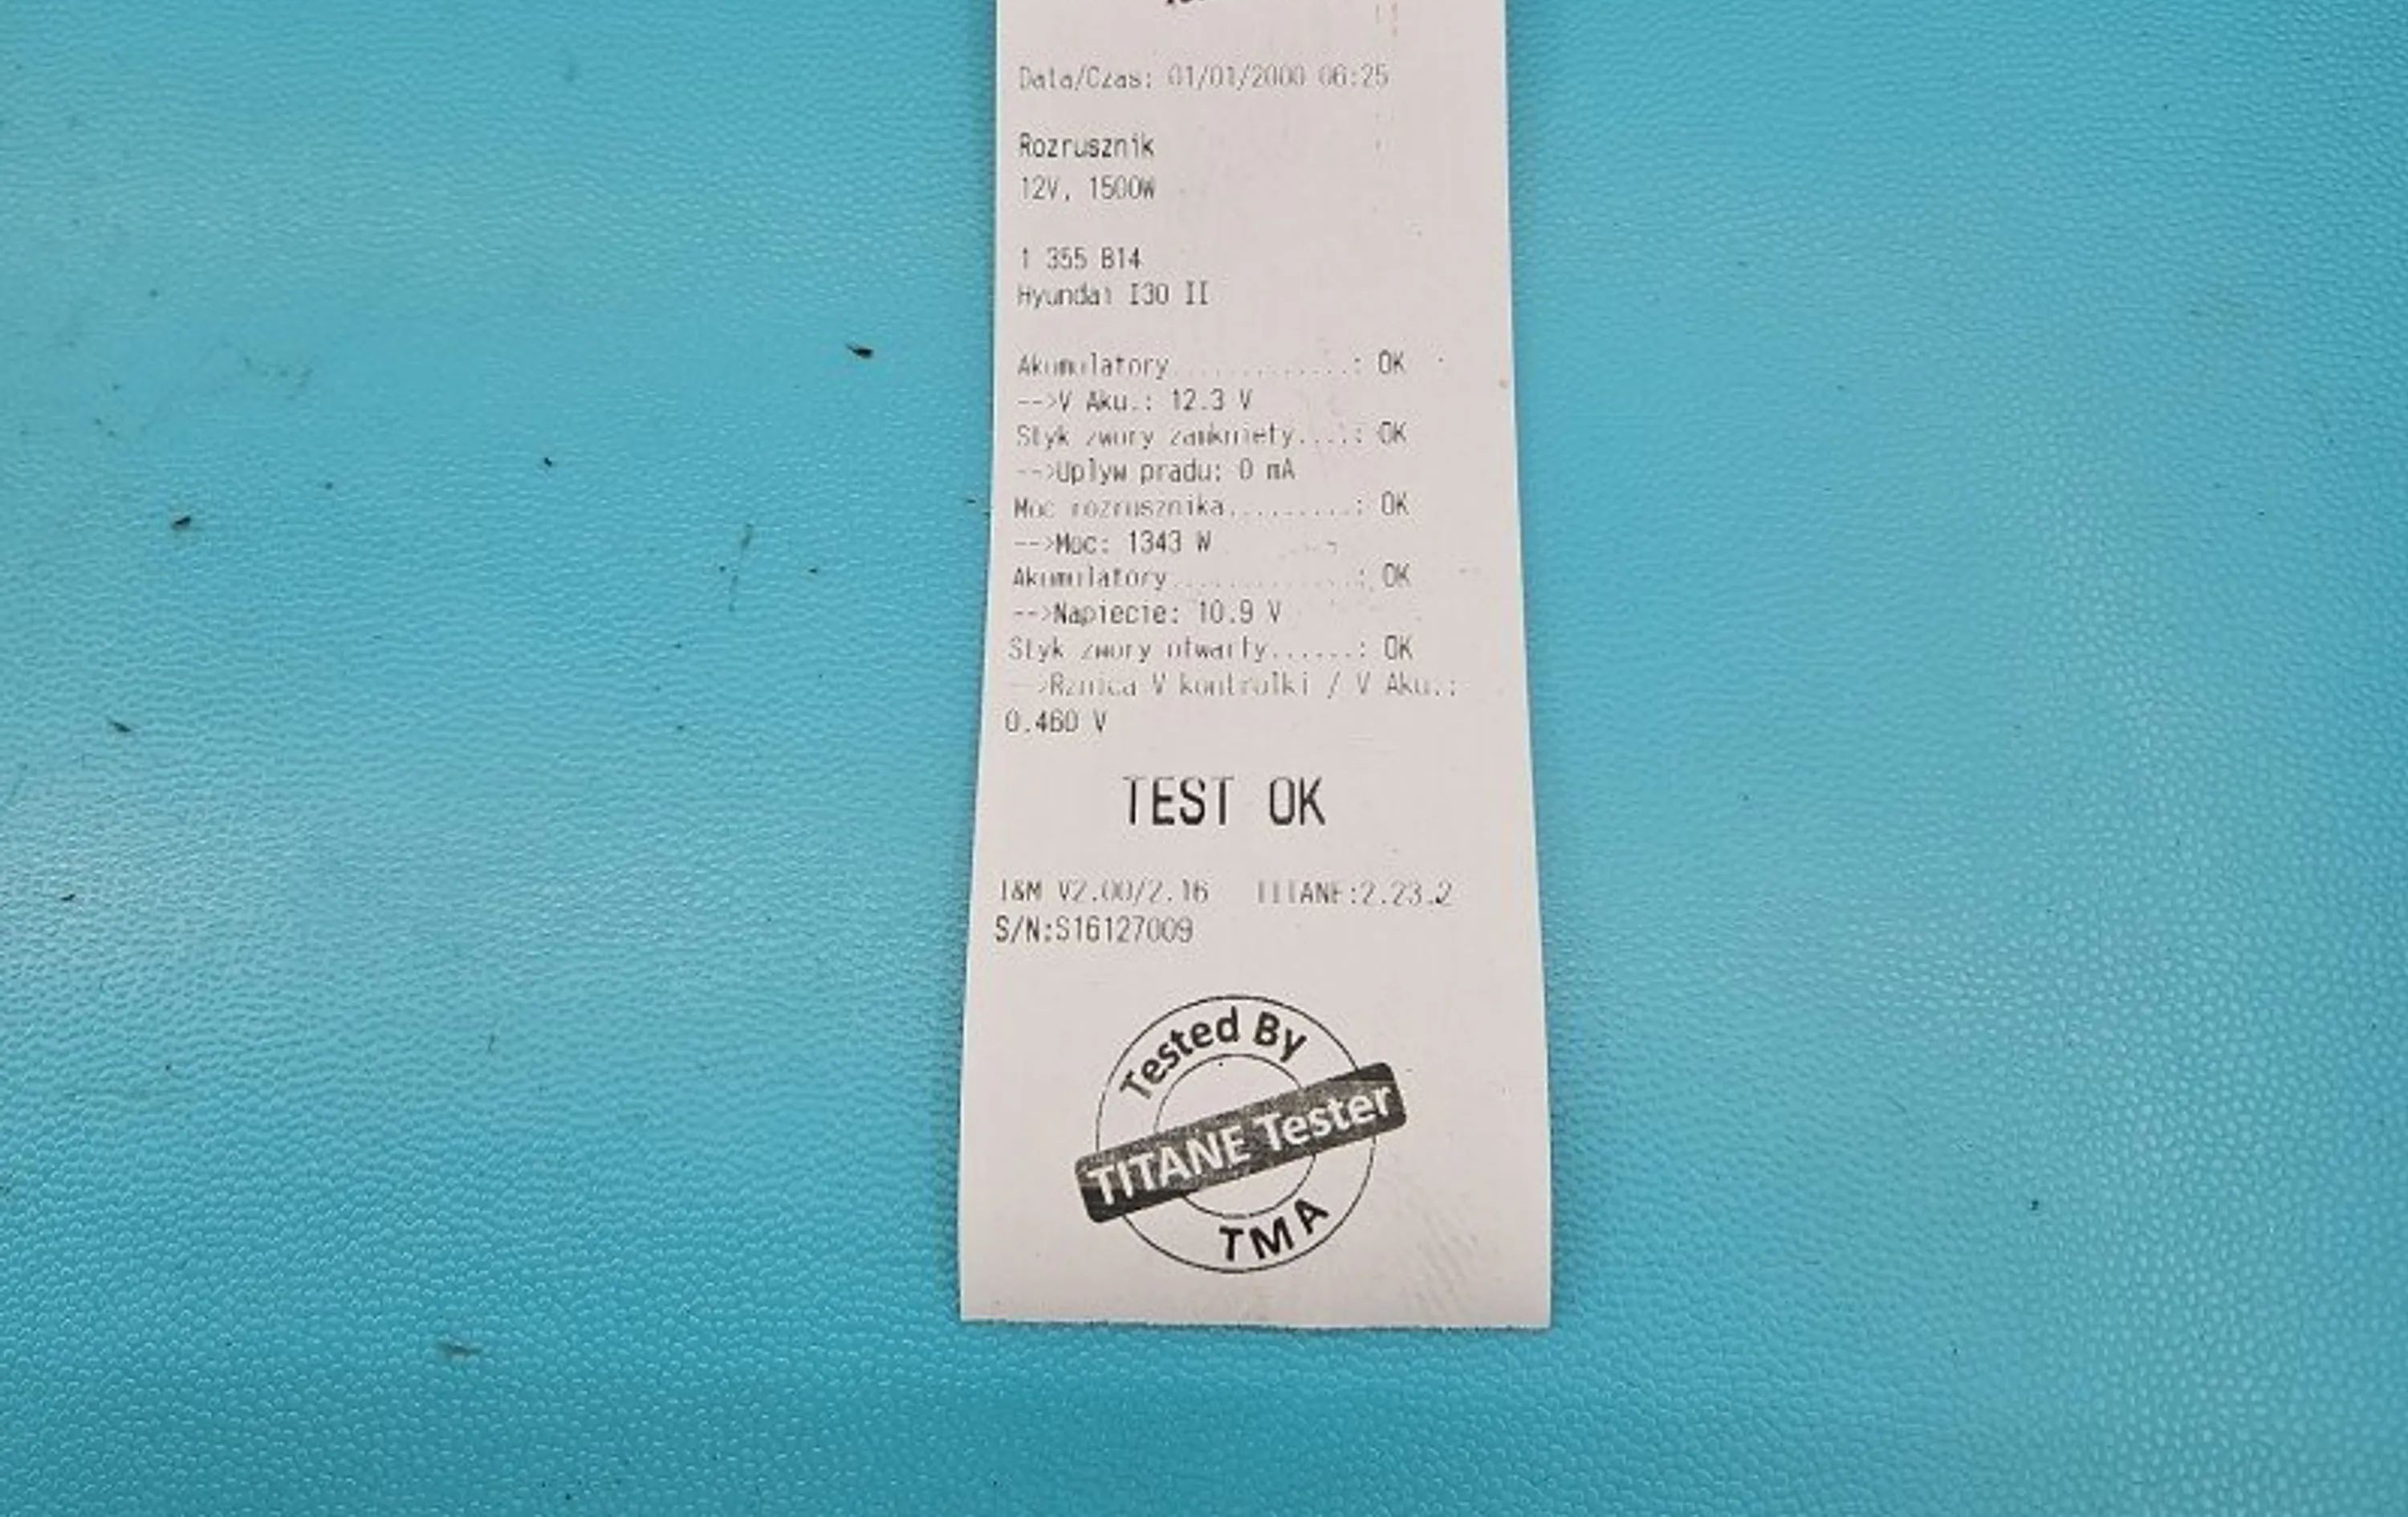 Data/Czas: 01/01/2000 06:25
Rozrusznik
12V, 1500W
1 355 B14
Hyundai I30 II
Akumulatory.............: OK
-->V Aku.: 12.3 V
Styk zwory zamkniety....: OK
-->Uplyw pradu: 0 mA
Moc rozrusznika.........: OK
-->Moc: 1343 W
Akumulatory.............: OK
-->Napiecie: 10.9 V
Styk zwory otwarty......: OK
-->Rznica V kontrolki / V Aku.:
0.460 V
TEST OK
I&M V2.00/2.16 TITANE:2.23.2
S/N:S16127009
Tested By
TITANE Tester
TMA